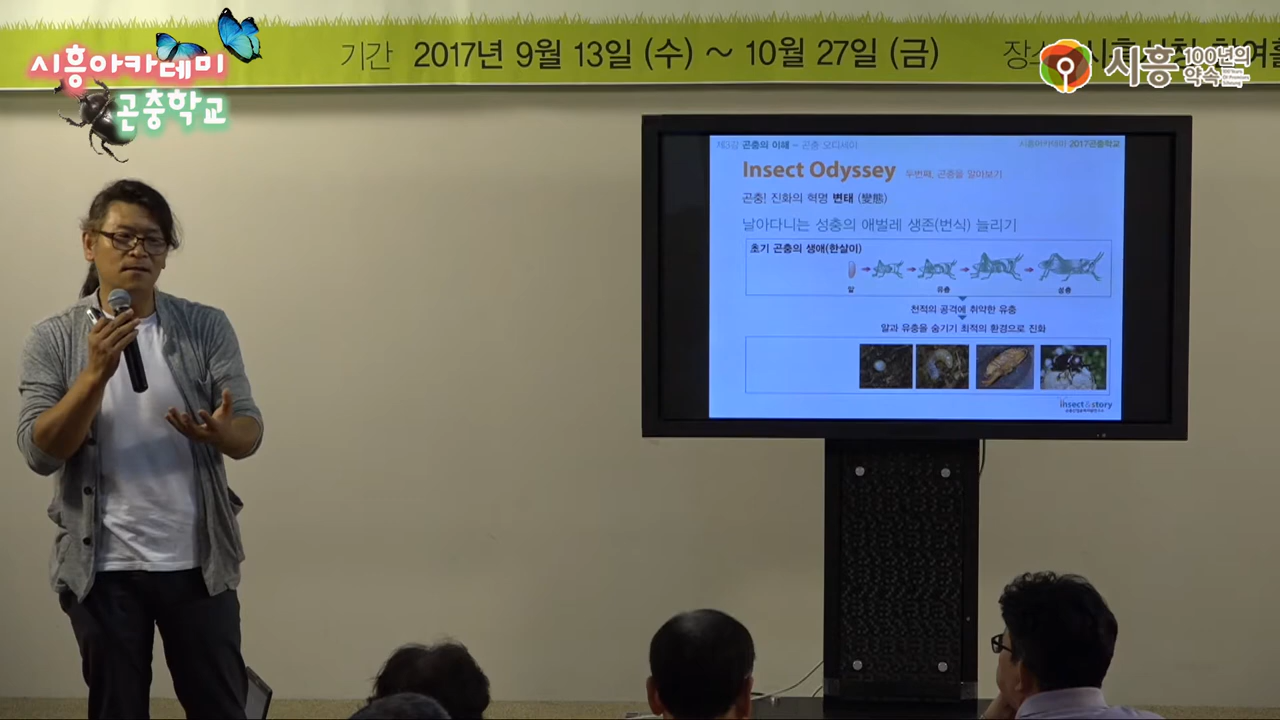 시흥아카데미
곤충학교
기간 2017년 9월 13일 (수) ~ 10월 27일 (금)
시흥 100년의 약속
제3강 곤충의 이해 - 곤충 오디세이
시흥아카데미 2017곤충학교
Insect Odyssey 두번째, 곤충을 알아보기
곤충! 진화의 혁명 변태 (變態)
날아다니는 성충의 애벌레 생존(번식) 늘리기
초기 곤충의 생애(한살이)
알 유충 성충
천적의 공격에 취약한 유충
알과 유충을 숨기기 최적의 환경으로 진화
insect & story